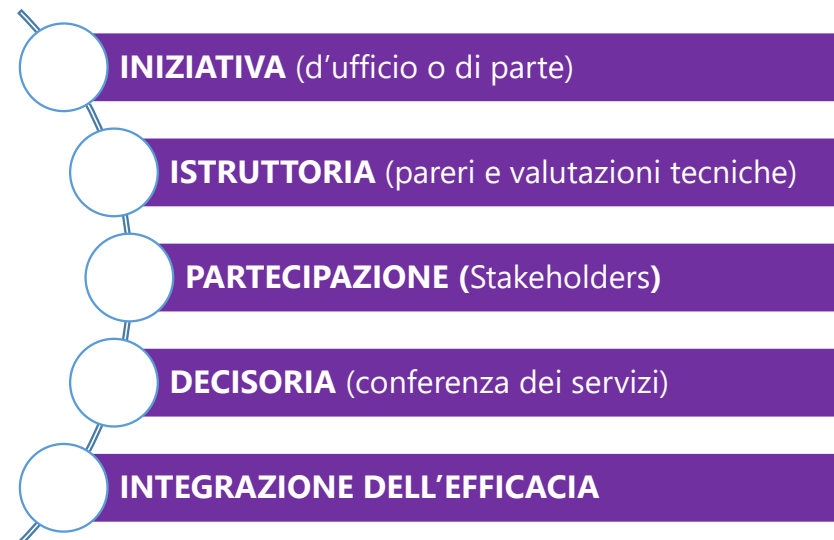 INIZIATIVA (d’ufficio o di parte)
ISTRUTTORIA (pareri e valutazioni tecniche)
PARTECIPAZIONE (Stakeholders)
DECISORIA (conferenza dei servizi)
INTEGRAZIONE DELL’EFFICACIA